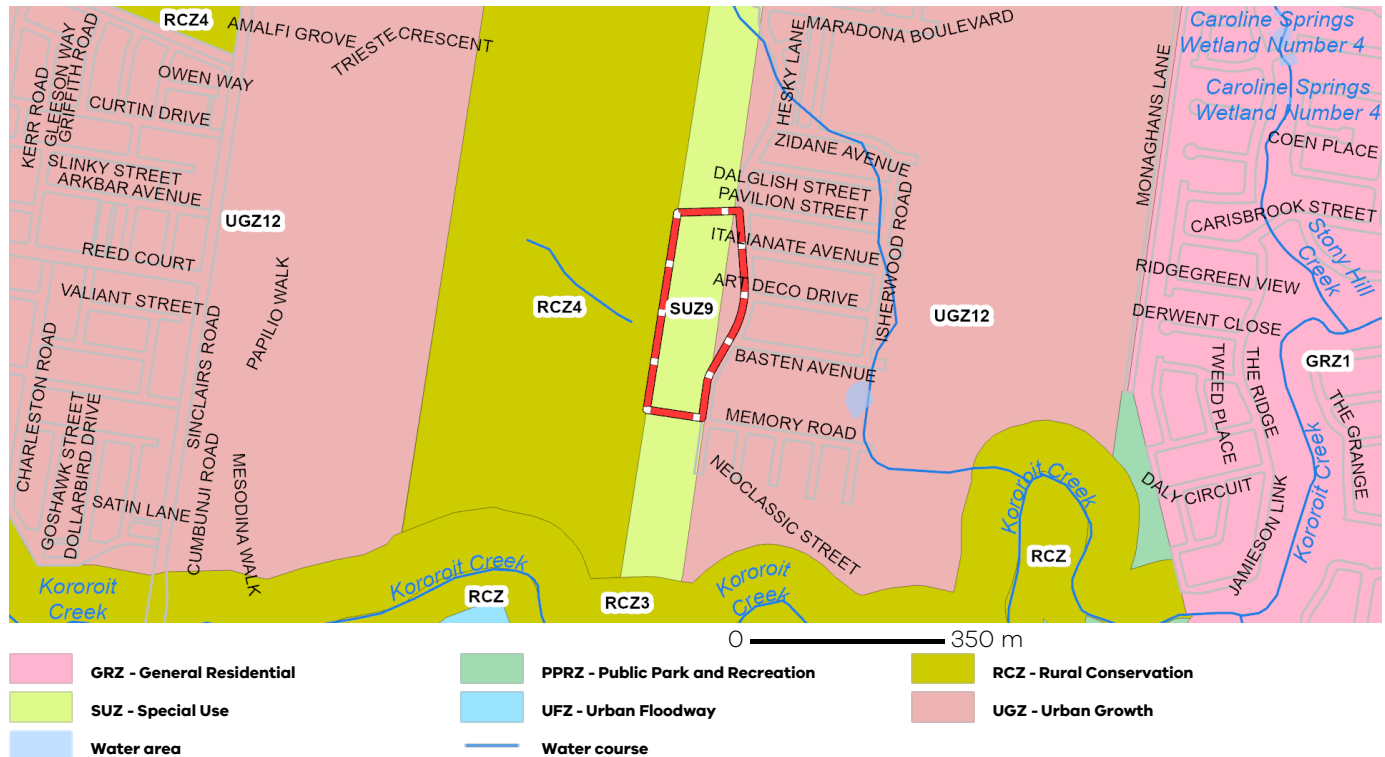 RCZ4
AMALFI GROVE
TRIESTE CRESCENT
MARADONA BOULEVARD
Caroline Springs
Wetland Number 4
GLEESON WAY
GRIFFITH ROAD
KERR ROAD
OWEN WAY
CURTIN DRIVE
HESKY LANE
MONAGHANS LANE
Caroline Springs
Wetland Number 4
COEN PLACE
ZIDANE AVENUE
SLINKY STREET
ARKBAR AVENUE
DALGLISH STREET
PAVILION STREET
UGZ12
CARISBROOK STREET
ITALIANATE AVENUE
Stony Hill
Creek
REED COURT
ISHERWOOD ROAD
RIDGEGREEN VIEW
ART DECO DRIVE
VALIANT STREET
PAPILIO WALK
RCZ4
SUZ9
UGZ12
DERWENT CLOSE
SINCLAIRS ROAD
CHARLESTON ROAD
BASTEN AVENUE
TWEED PLACE
THE RIDGE
GRZ1
THE GRANGE
MEMORY ROAD
GOSHAWK STREET
DOLLARBIRD DRIVE
CUMBUNJI ROAD
MESODINA WALK
NEOCLASSIC STREET
Kororoit Creek
DALY CIRCUIT
JAMIESON LINK
Kororoit Creek
SATIN LANE
Kororoit
Creek
Kororoit Creek
RCZ
RCZ3
Kororoit
Creek
RCZ
0 350 m
GRZ - General Residential
PPRZ - Public Park and Recreation
RCZ - Rural Conservation
SUZ - Special Use
UFZ - Urban Floodway
UGZ - Urban Growth
Water area
Water course